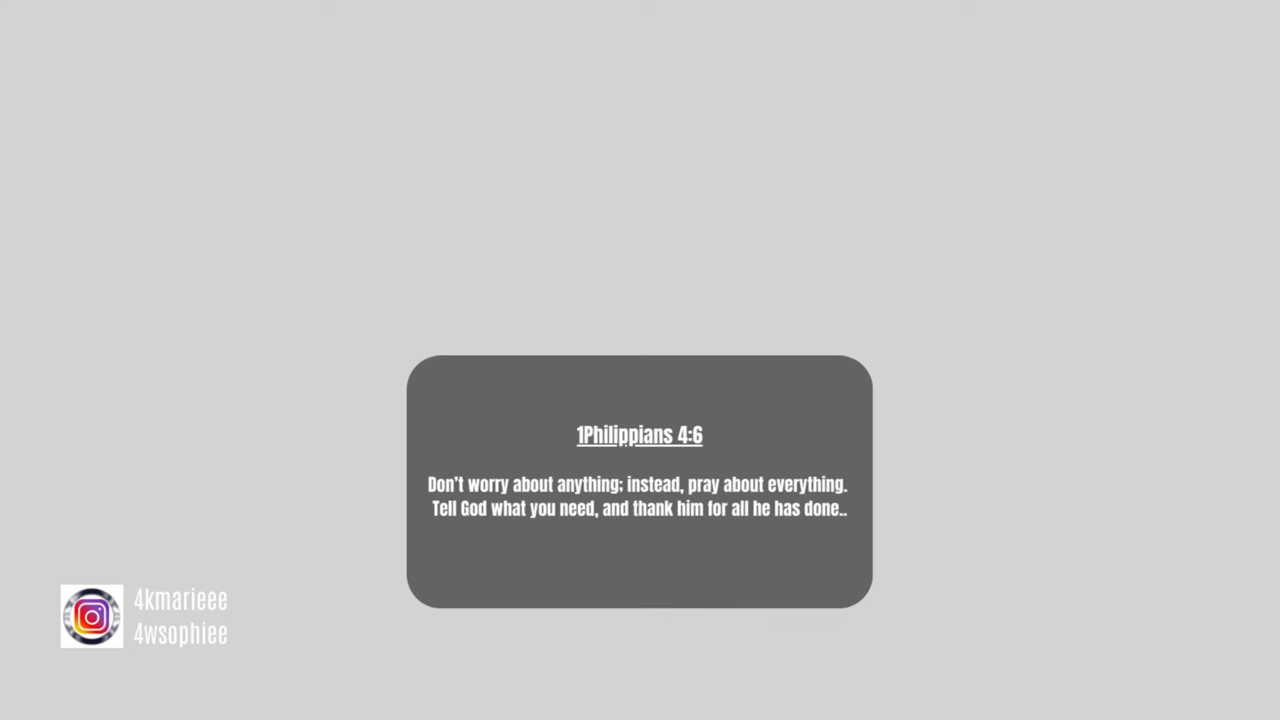 1Philippians 4:6
Don't worry about anything; instead, pray about everything.
Tell God what you need, and thank him for all he has done..
4kmarieee
4wsophiee